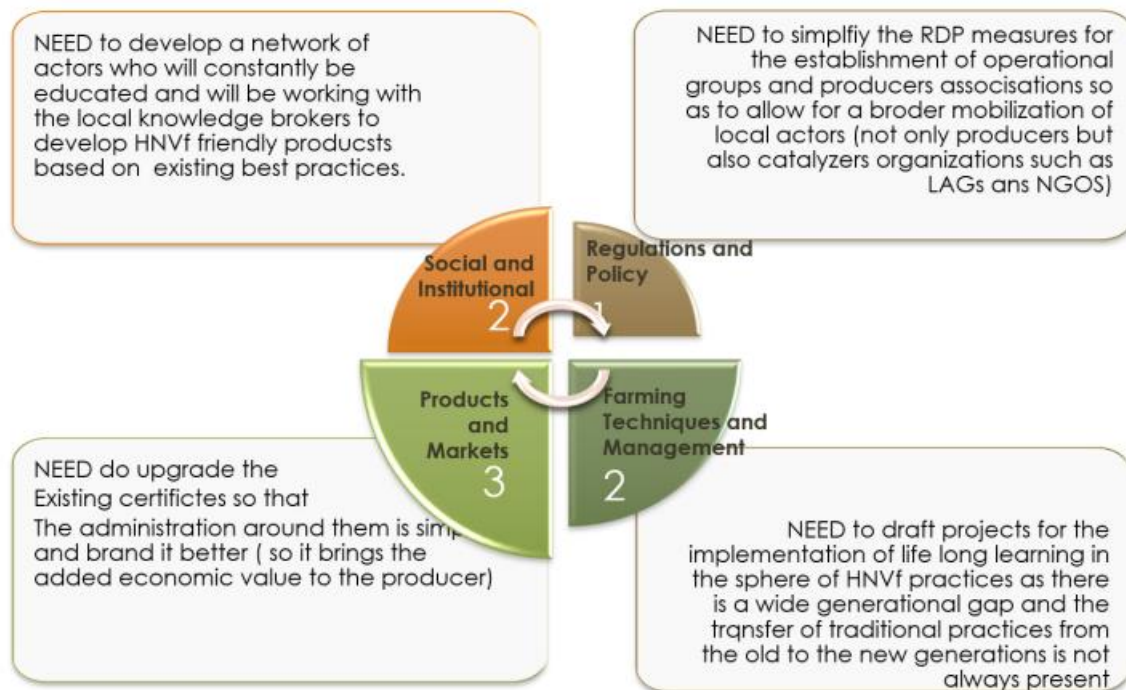 NEED to develop a network of
actors who will constantly be
educated and will be working with
the local knowledge brokers to
develop HNVf friendly producsts
based on existing best practices.
NEED to simplfiy the RDP measures for
the establishment of operational
groups and producers associsations so
as to allow for a broder mobilization of
local actors (not only producers but
also catalyzers organizations such as
LAGs ans NGOS)
Social and
Institutional
2
Regulations and
Policy
1
Products
and
Markets
3
Farming
Techniques and
Management
2
NEED do upgrade the
Existing certifictes so that
The administration around them is simp
and brand it better ( so it brings the
added economic value to the producer)
NEED to draft projects for the
implementation of life long learning in
the sphere of HNVf practices as there
is a wide generational gap and the
trqnsfer of traditional practices from
the old to the new generations is not
always present